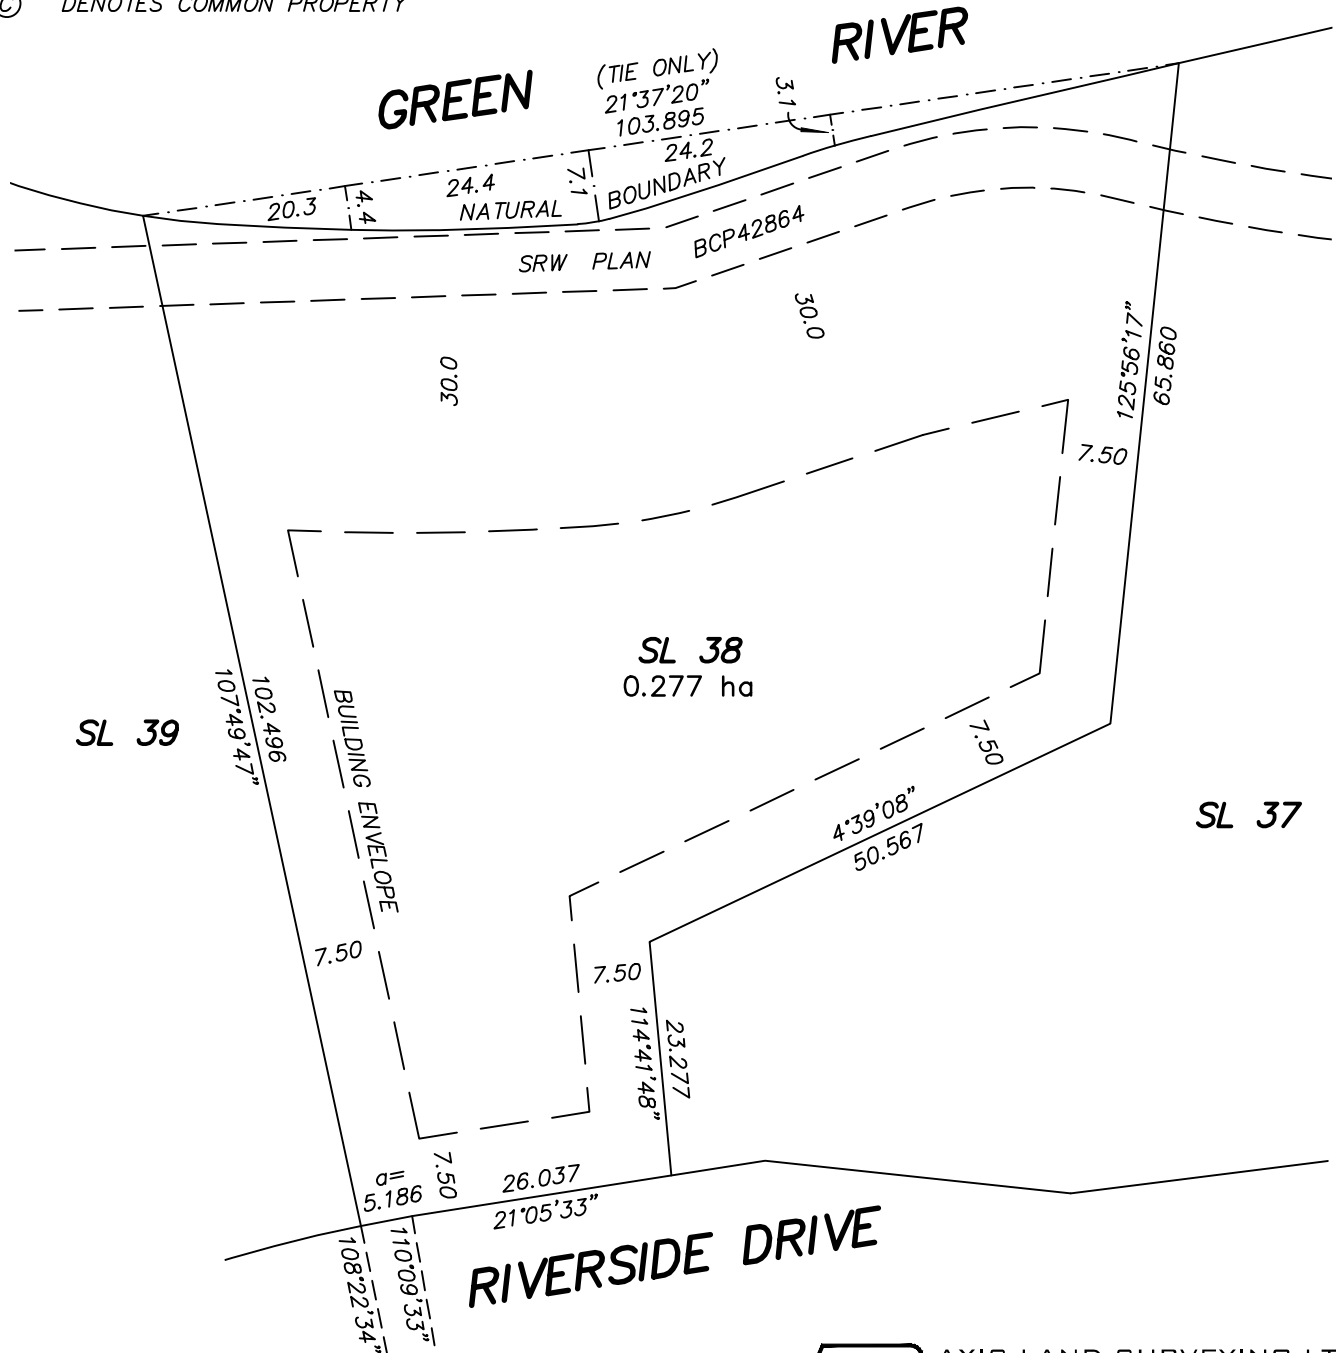 © DENOTES COMMON PROPERTY
GREEN RIVER
(TIE ONLY)
21°37'20"
103.895
3.1
24.2
7.1
24.4
4.4
20.3
NATURAL BOUNDARY
SRW PLAN BCP42864
30.0
30.0
125°56'17"
65.860
7.50
SL 38
0.277 ha
SL 39
102.496
107°49'47"
BUILDING ENVELOPE
7.50
4°39'08"
50.567
SL 37
7.50
7.50
23.277
114°41'48"
a=
5.186
7.50
26.037
21°05'33"
RIVERSIDE DRIVE
108°22'34"
110°09'33"
AXIS LAND SURVEYING LT